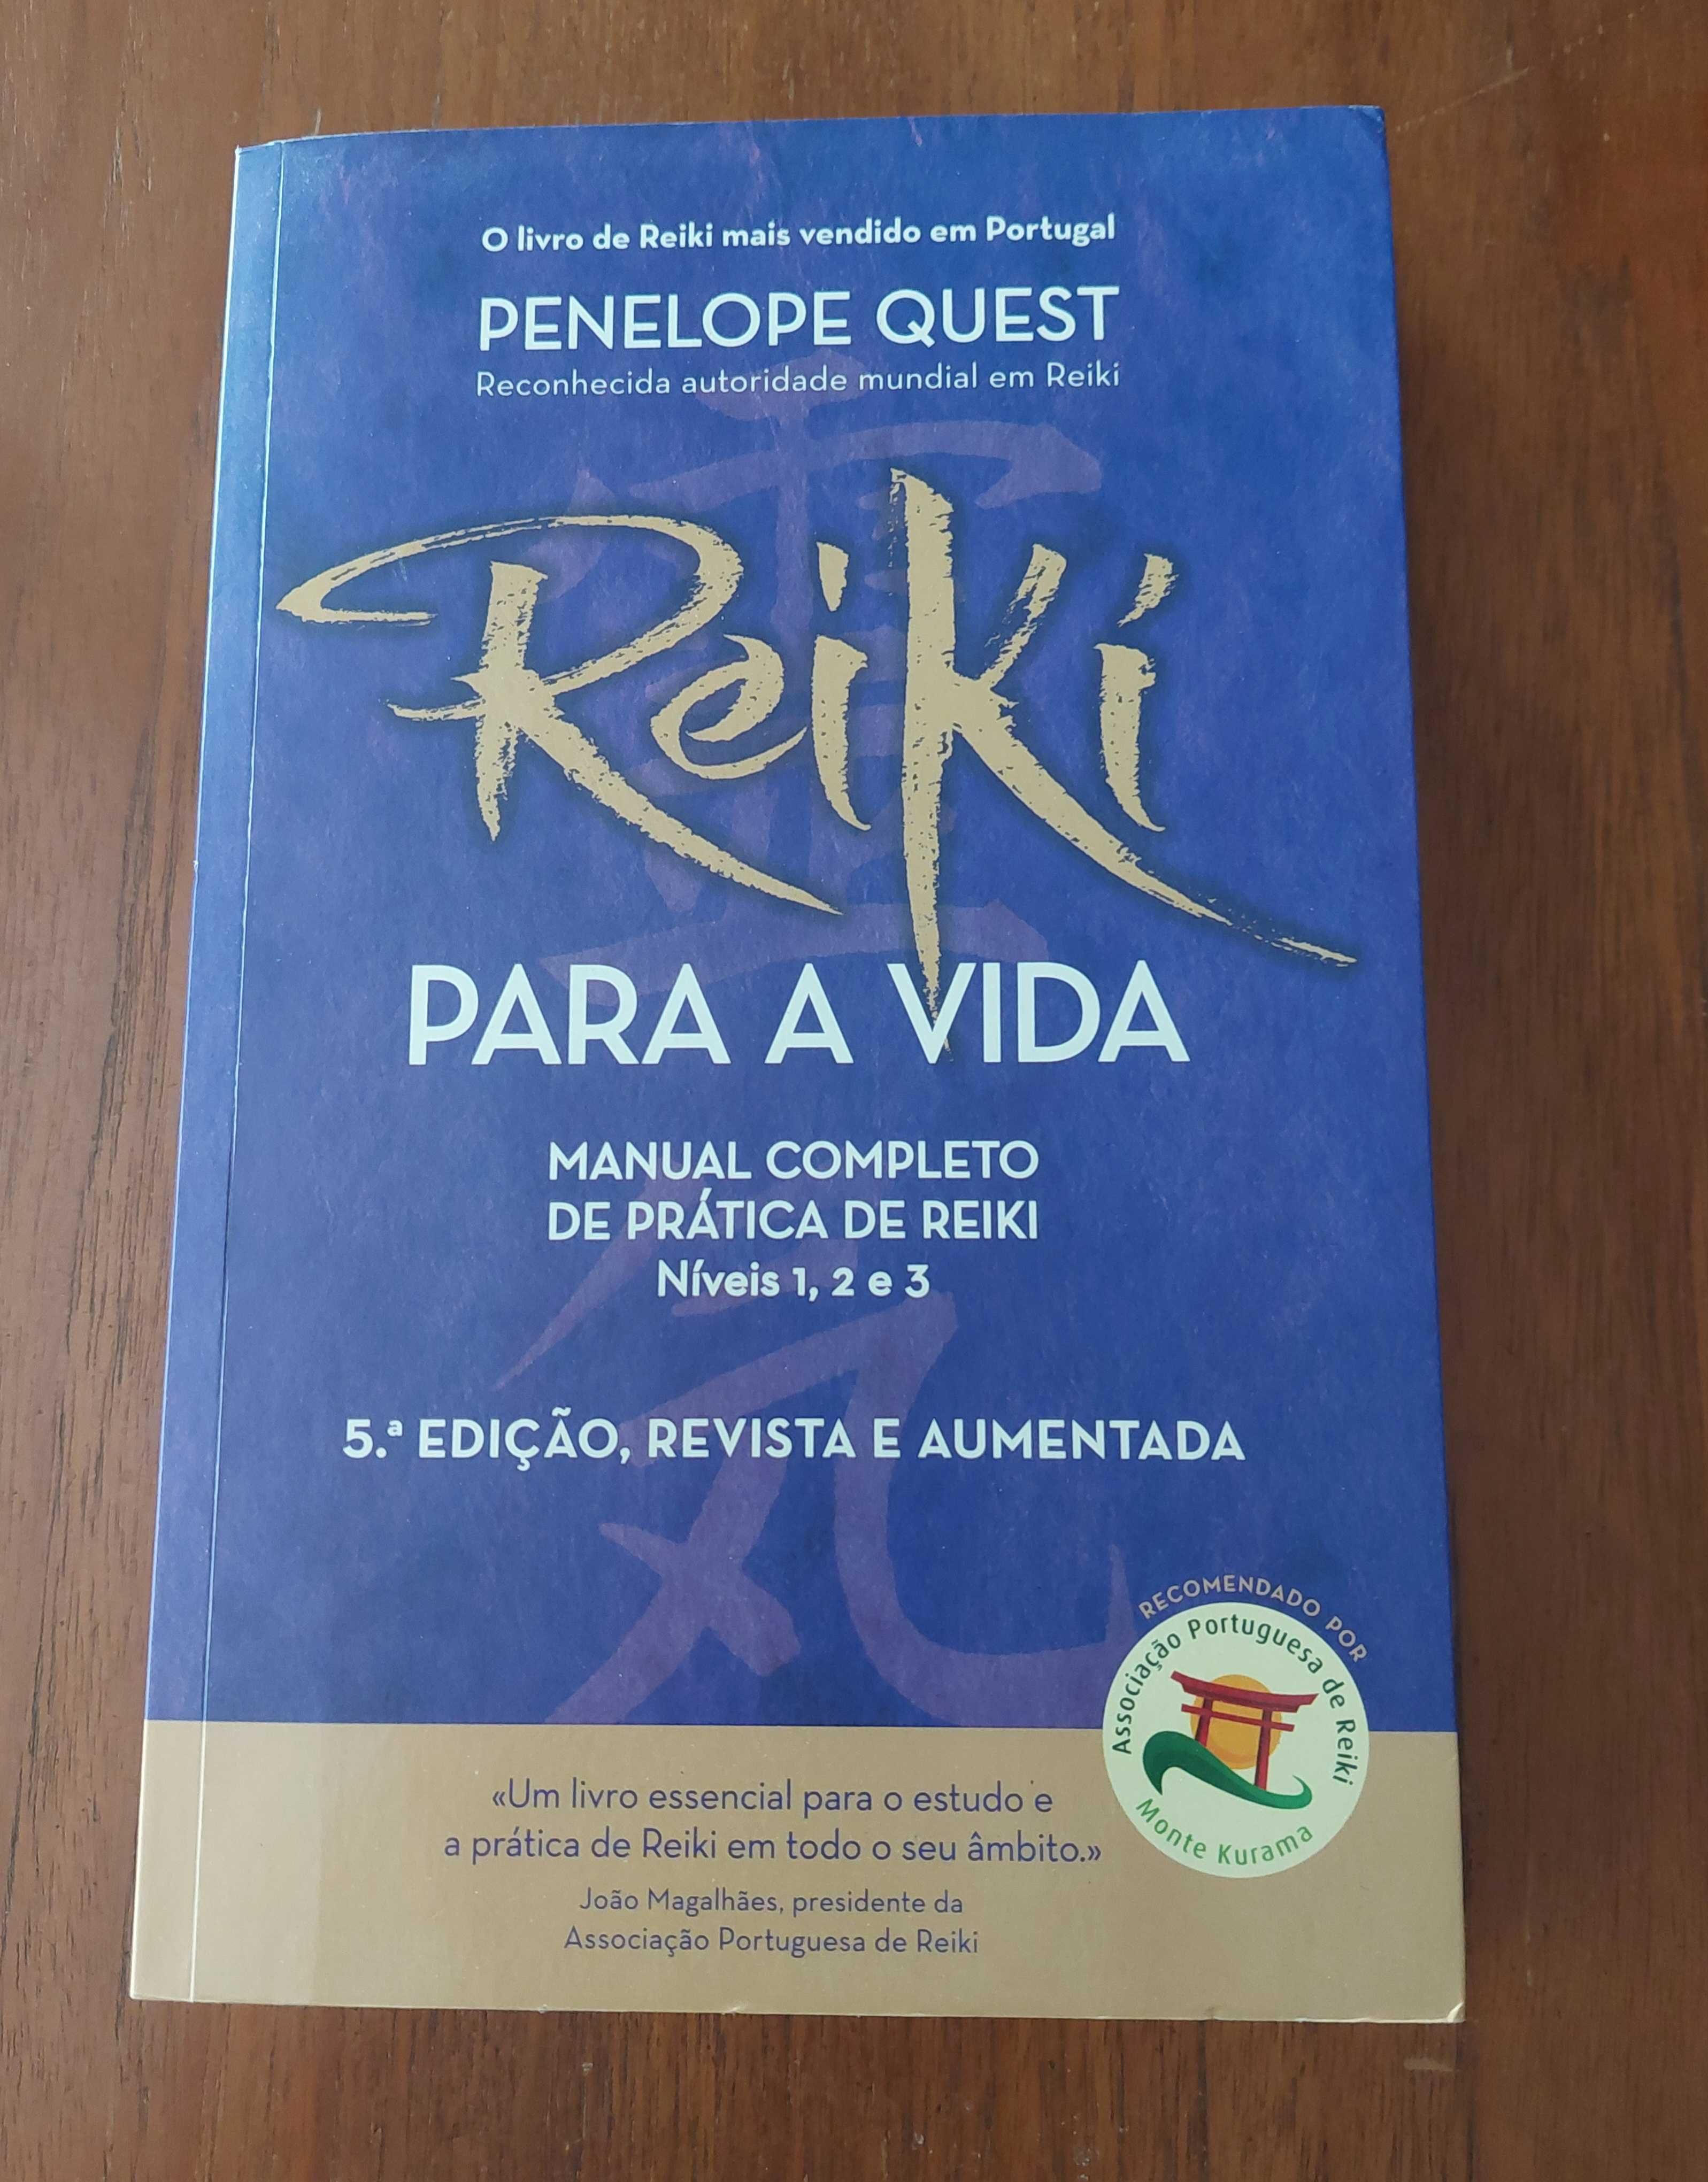 O livro de Reiki mais vendido em Portugal
PENELOPE QUEST
Reconhecida autoridade mundial em Reiki
Reiki
PARA A VIDA
MANUAL COMPLETO
DE PRÁTICA DE REIKI
Níveis 1, 2 e 3
5.ª EDIÇÃO, REVISTA E AUMENTADA
RECOMENDADO POR
Associação Portuguesa de Reiki
Monte Kurama
«Um livro essencial para o estudo e
a prática de Reiki em todo o seu âmbito.»
João Magalhães, presidente da
Associação Portuguesa de Reiki
靈
気